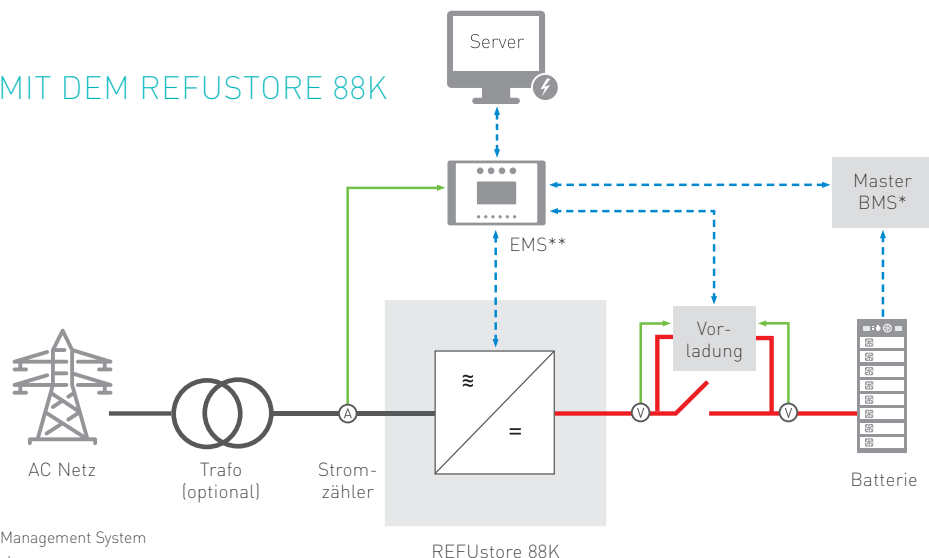 Server
MIT DEM REFUSTORE 88K
Master
BMS*
EMS**
Vor-
ladung
A
V
V
≈
=
AC Netz
Trafo
(optional)
Strom-
zähler
Batterie
Management System
REFUstore 88K